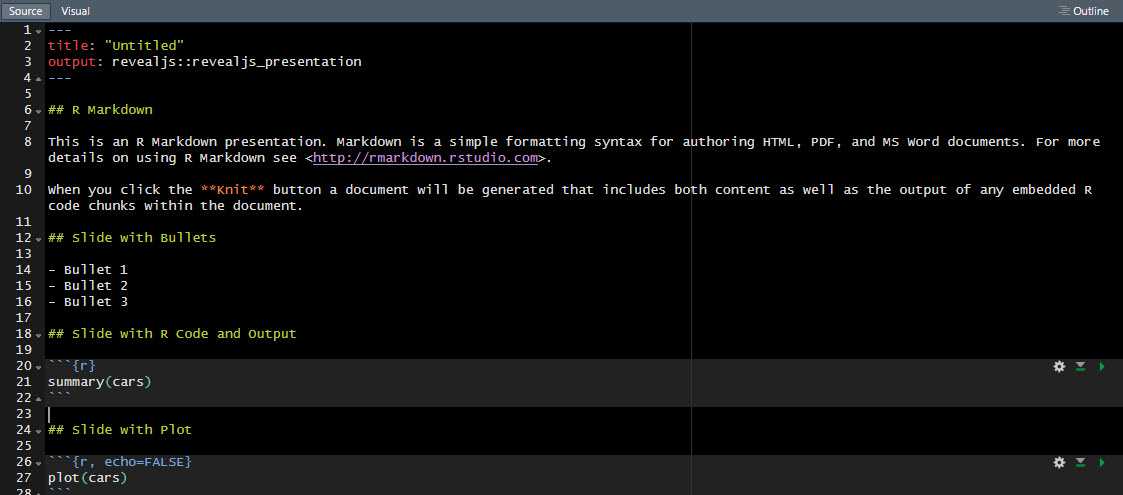 Source Visual Outline
1 ---
2 title: "Untitled"
3 output: revealjs::revealjs_presentation
4 ---
5
6 ## R Markdown
7
8 This is an R Markdown presentation. Markdown is a simple formatting syntax for authoring HTML, PDF, and MS Word documents. For more
details on using R Markdown see <http://rmarkdown.rstudio.com>.
9
10 When you click the **Knit** button a document will be generated that includes both content as well as the output of any embedded R
code chunks within the document.
11
12 ## Slide with Bullets
13
14 - Bullet 1
15 - Bullet 2
16 - Bullet 3
17
18 ## Slide with R Code and Output
19
20 ```{r}
21 summary(cars)
22 ```
23
24 ## Slide with Plot
25
26 ```{r, echo=FALSE}
27 plot(cars)
28 ```